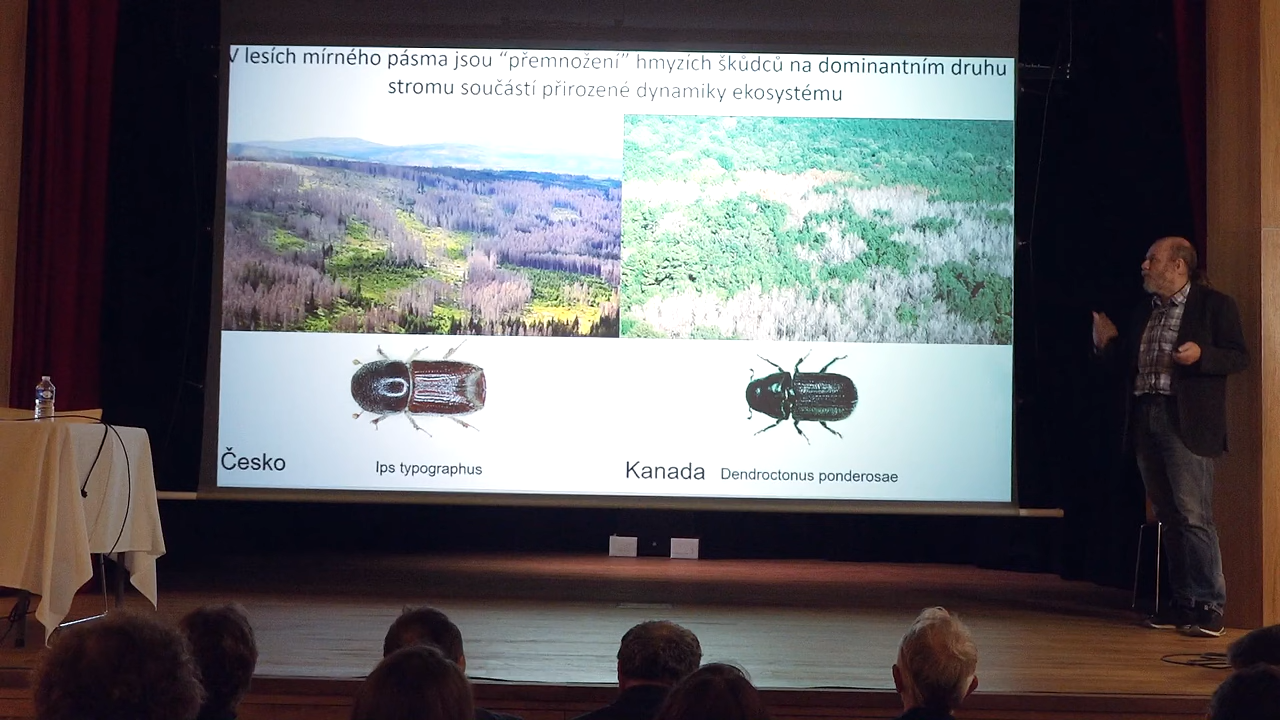 V lesích mírného pásma jsou “přemnožení” hmyzích škůdců na dominantním druhu
stromu součástí přirozené dynamiky ekosystému
Česko
Ips typographus
Kanada
Dendroctonus ponderosae